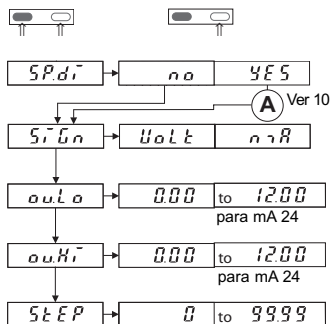 SP.di no YES
A Ver 10
SiGn VoLt mA
ou.Lo 0.00 to 12.00
para mA 24
ou.Hi 0.00 to 12.00
para mA 24
StEP 0 to 99.99